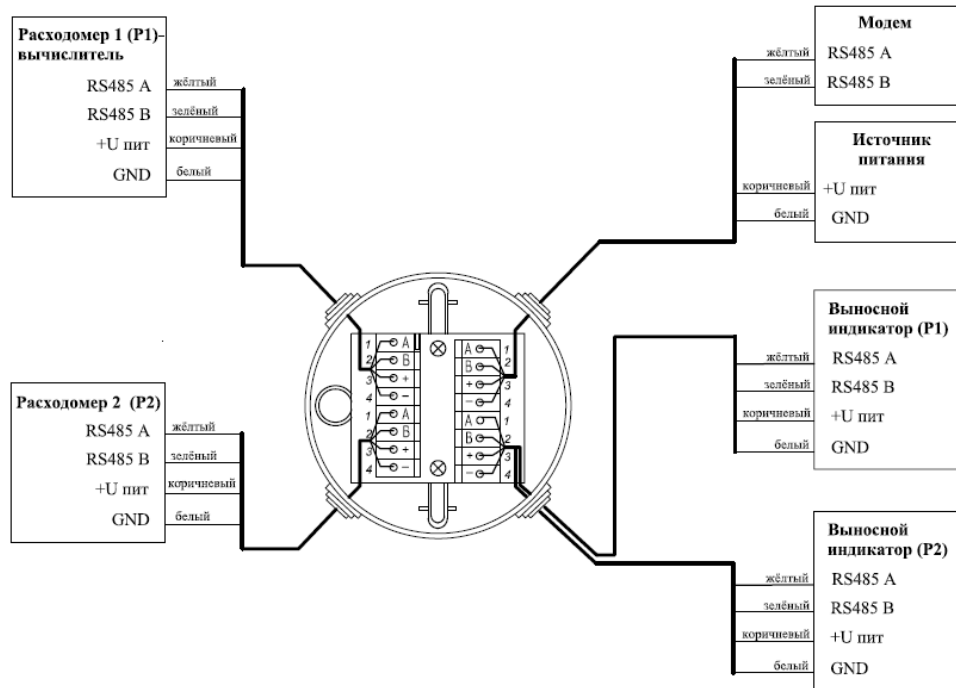 Расходомер 1 (Р1)-
вычислитель
RS485 A
жёлтый
RS485 B
зелёный
+U пит
коричневый
GND
белый
Модем
жёлтый
RS485 A
зелёный
RS485 B
Источник
питания
коричневый
+U пит
белый
GND
Выносной
индикатор (Р1)
жёлтый
RS485 A
зелёный
RS485 B
коричневый
+U пит
белый
GND
Расходомер 2 (Р2)
RS485 A
жёлтый
RS485 B
зелёный
+U пит
коричневый
GND
белый
1 А
2 Б
3 +
4 -
1 А
2 Б
3 +
4 -
А 1
Б 2
+ 3
- 4
А 1
Б 2
+ 3
- 4
Выносной
индикатор (Р2)
жёлтый
RS485 A
зелёный
RS485 B
коричневый
+U пит
белый
GND